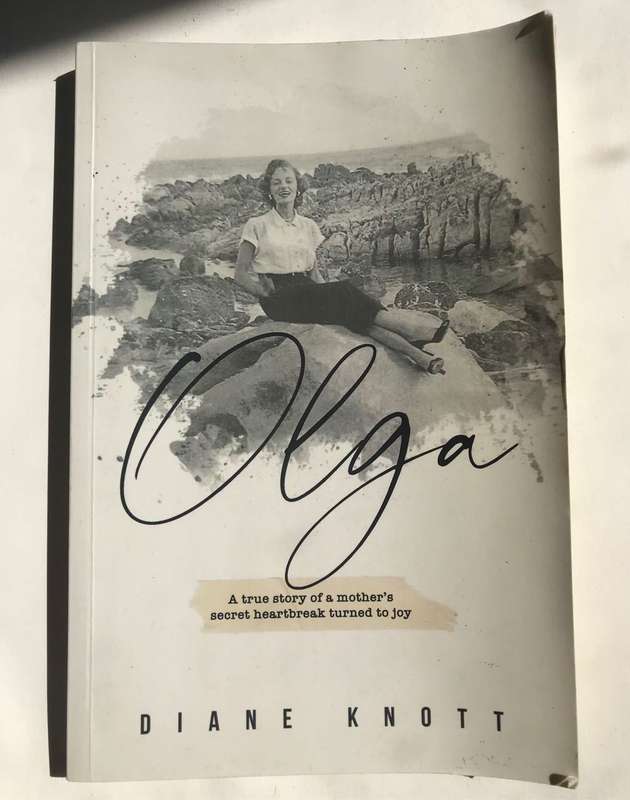 Olga
A true story of a mother's
secret heartbreak turned to joy
DIANE KNOTT